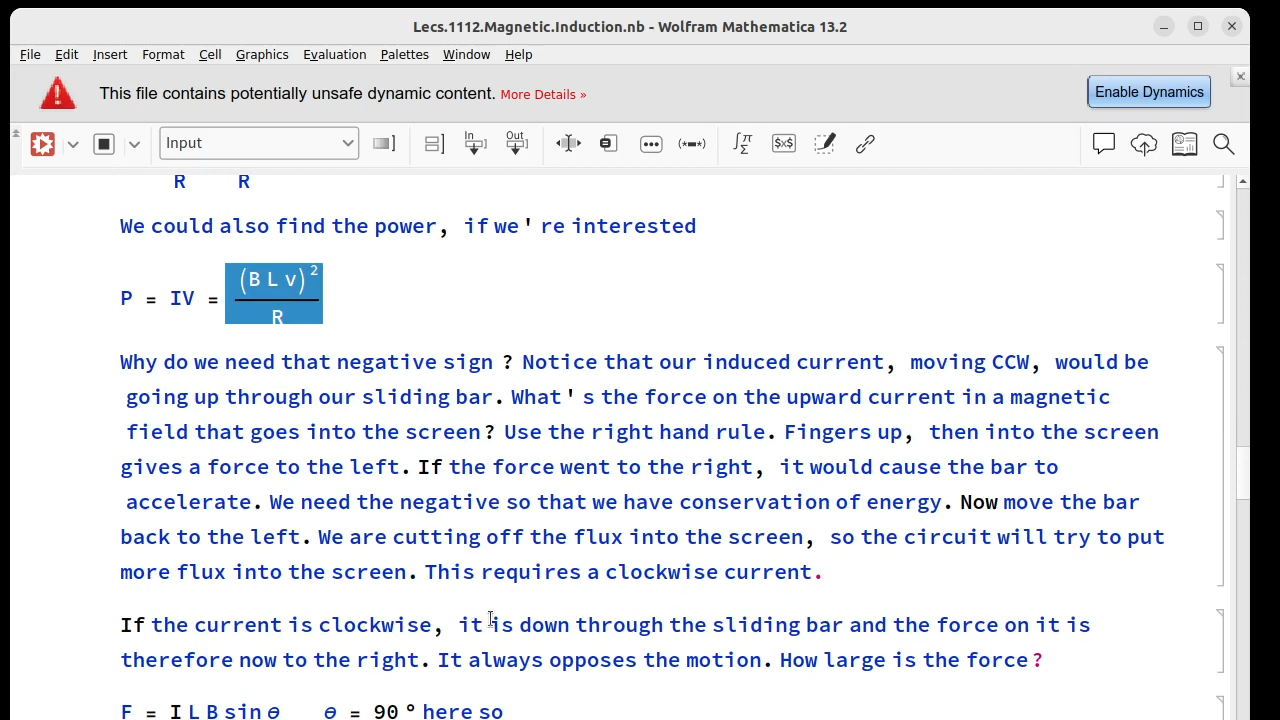 Lecs.1112.Magnetic.Induction.nb - Wolfram Mathematica 13.2
File Edit Insert Format Cell Graphics Evaluation Palettes Window Help
This file contains potentially unsafe dynamic content. More Details »
Enable Dynamics
Input In Out ∫π Σ $x$
R R
We could also find the power, if we're interested
P = IV = (B L v)² / R
Why do we need that negative sign ? Notice that our induced current, moving CCW, would be
going up through our sliding bar. What's the force on the upward current in a magnetic
field that goes into the screen? Use the right hand rule. Fingers up, then into the screen
gives a force to the left. If the force went to the right, it would cause the bar to
accelerate. We need the negative so that we have conservation of energy. Now move the bar
back to the left. We are cutting off the flux into the screen, so the circuit will try to put
more flux into the screen. This requires a clockwise current.
If the current is clockwise, it is down through the sliding bar and the force on it is
therefore now to the right. It always opposes the motion. How large is the force?
F = I L B sin θ θ = 90 ° here so